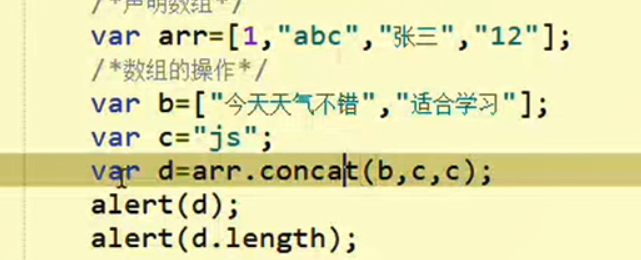 /*声明数组*/
var arr=[1,"abc","张三","12"];
/*数组的操作*/
var b=["今天天气不错","适合学习"];
var c="js";
var d=arr.concat(b,c,c);
alert(d);
alert(d.length);